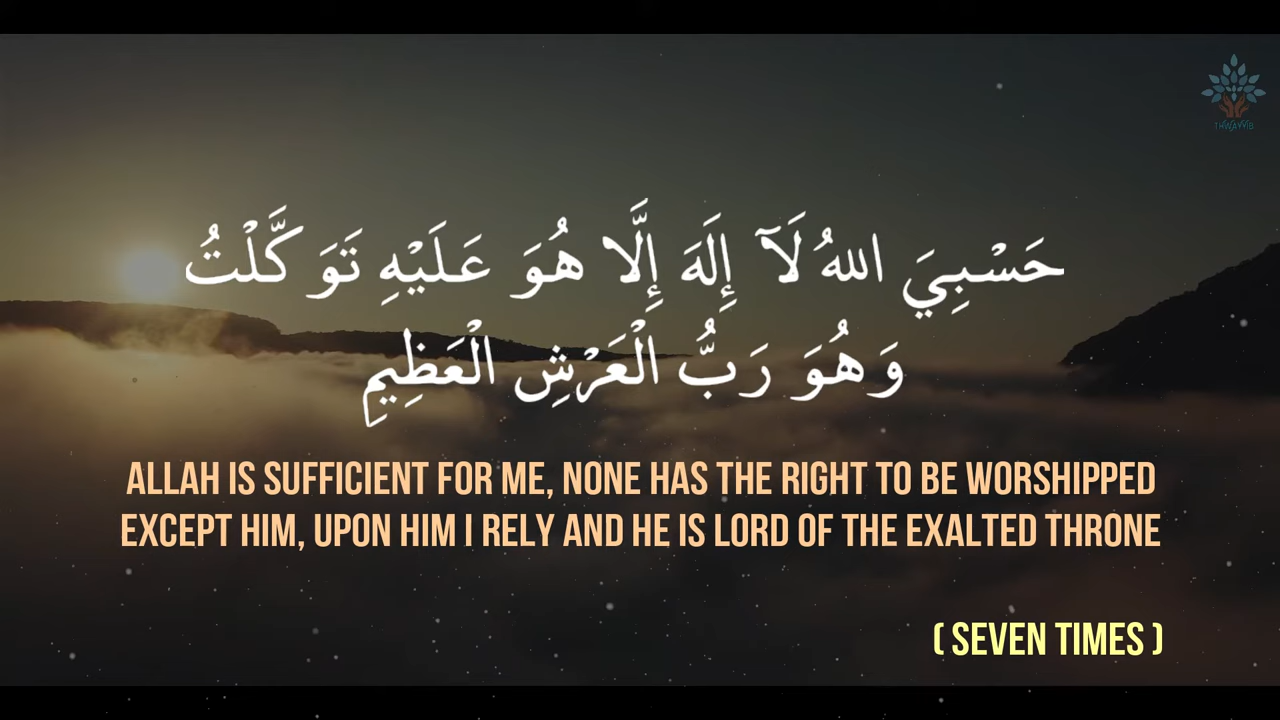 THWAYYIB
حَسْبِيَ اللهُ لَآ إِلَهَ إِلَّا هُوَ عَلَيْهِ تَوَكَّلْتُ
وَهُوَ رَبُّ الْعَرْشِ الْعَظِيمِ
ALLAH IS SUFFICIENT FOR ME, NONE HAS THE RIGHT TO BE WORSHIPPED
EXCEPT HIM, UPON HIM I RELY AND HE IS LORD OF THE EXALTED THRONE
( SEVEN TIMES )